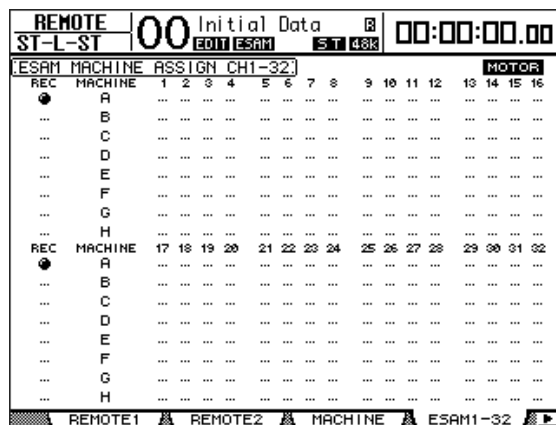 REMOTE
ST-L-ST
00 Initial Data R
EDIT ESAM ST 48k
00:00:00.00
ESAM MACHINE ASSIGN CH1-32
MOTOR
REC MACHINE 1 2 3 4 5 6 7 8 9 10 11 12 13 14 15 16
A ... ... ... ... ... ... ... ... ... ... ... ... ... ... ... ...
... B ... ... ... ... ... ... ... ... ... ... ... ... ... ... ... ...
... C ... ... ... ... ... ... ... ... ... ... ... ... ... ... ... ...
... D ... ... ... ... ... ... ... ... ... ... ... ... ... ... ... ...
... E ... ... ... ... ... ... ... ... ... ... ... ... ... ... ... ...
... F ... ... ... ... ... ... ... ... ... ... ... ... ... ... ... ...
... G ... ... ... ... ... ... ... ... ... ... ... ... ... ... ... ...
... H ... ... ... ... ... ... ... ... ... ... ... ... ... ... ... ...
REC MACHINE 17 18 19 20 21 22 23 24 25 26 27 28 29 30 31 32
A ... ... ... ... ... ... ... ... ... ... ... ... ... ... ... ...
... B ... ... ... ... ... ... ... ... ... ... ... ... ... ... ... ...
... C ... ... ... ... ... ... ... ... ... ... ... ... ... ... ... ...
... D ... ... ... ... ... ... ... ... ... ... ... ... ... ... ... ...
... E ... ... ... ... ... ... ... ... ... ... ... ... ... ... ... ...
... F ... ... ... ... ... ... ... ... ... ... ... ... ... ... ... ...
... G ... ... ... ... ... ... ... ... ... ... ... ... ... ... ... ...
... H ... ... ... ... ... ... ... ... ... ... ... ... ... ... ... ...
REMOTE1 REMOTE2 MACHINE ESAM1-32